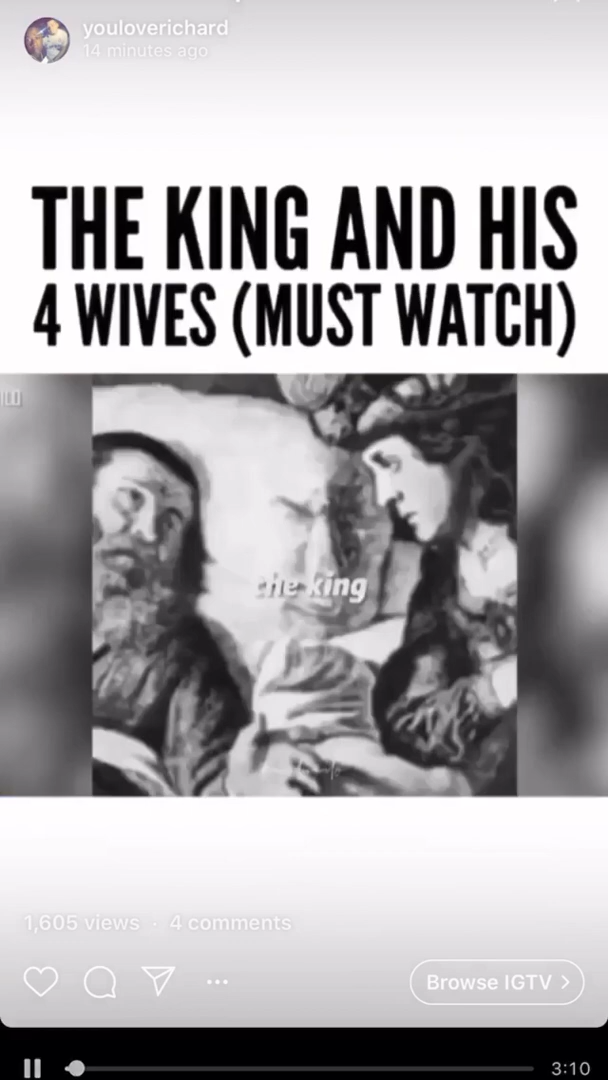 youloverichard
14 minutes ago
THE KING AND HIS
4 WIVES (MUST WATCH)
the king
1,605 views · 4 comments
Browse IGTV >
3:10